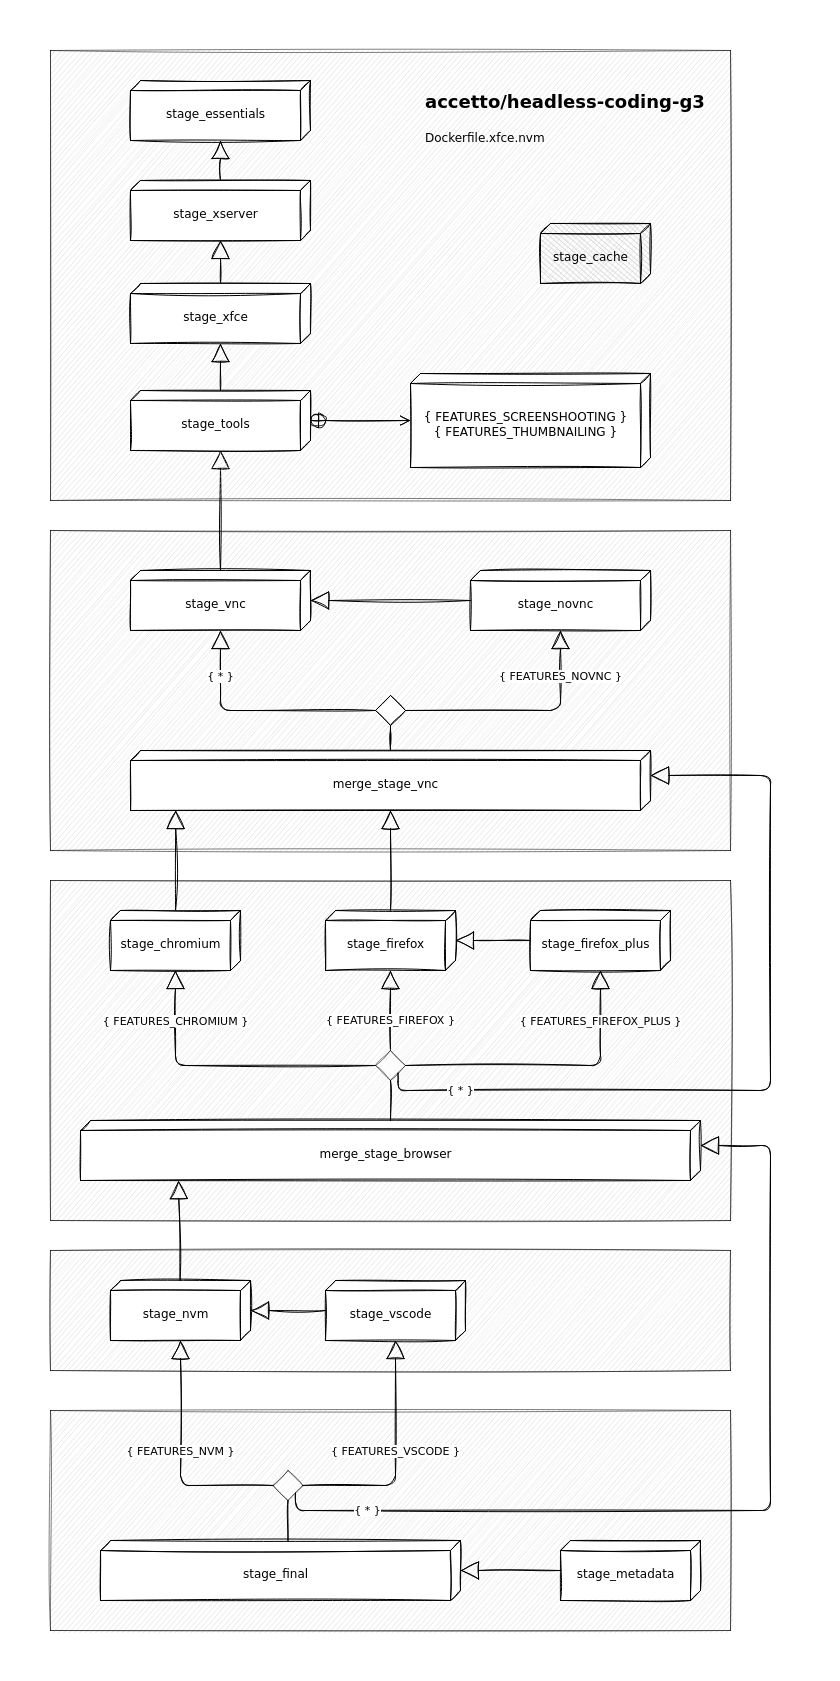 accetto/headless-coding-g3
Dockerfile.xfce.nvm
stage_essentials
stage_xserver
stage_cache
stage_xfce
stage_tools
{ FEATURES_SCREENSHOOTING }
{ FEATURES_THUMBNAILING }
stage_vnc
stage_novnc
{ * }
{ FEATURES_NOVNC }
merge_stage_vnc
stage_chromium
stage_firefox
stage_firefox_plus
{ FEATURES_CHROMIUM }
{ FEATURES_FIREFOX }
{ FEATURES_FIREFOX_PLUS }
{ * }
merge_stage_browser
stage_nvm
stage_vscode
{ FEATURES_NVM }
{ FEATURES_VSCODE }
{ * }
stage_final
stage_metadata